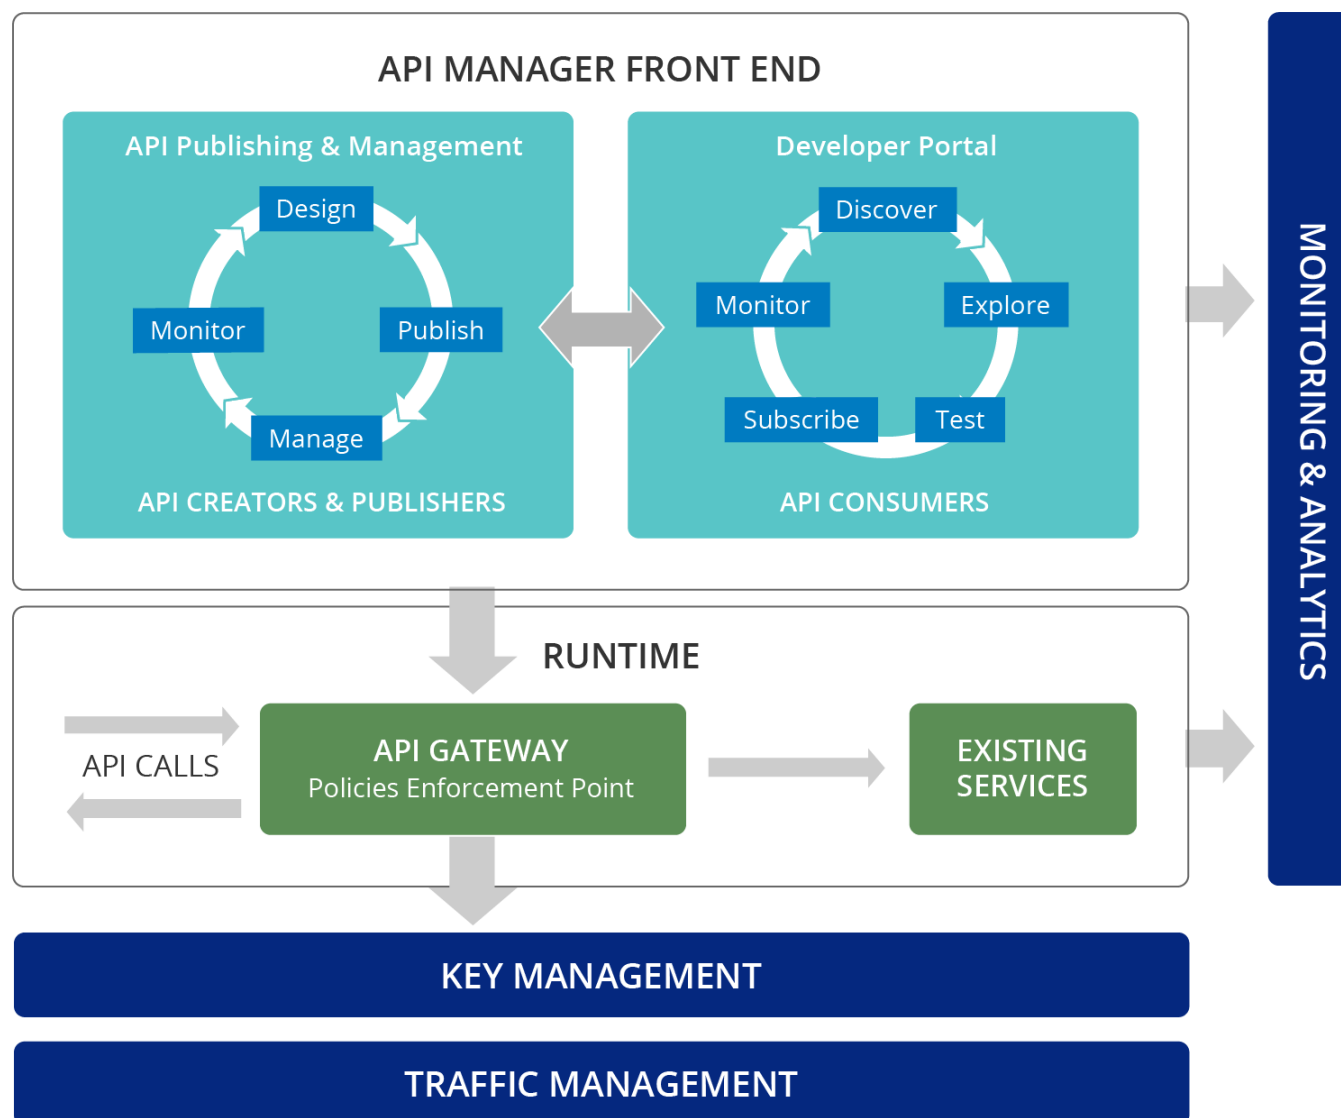 API MANAGER FRONT END
API Publishing & Management
Design
Monitor
Publish
Manage
API CREATORS & PUBLISHERS
Developer Portal
Discover
Monitor
Explore
Subscribe
Test
API CONSUMERS
MONITORING & ANALYTICS
RUNTIME
API CALLS
API GATEWAY
Policies Enforcement Point
EXISTING
SERVICES
KEY MANAGEMENT
TRAFFIC MANAGEMENT